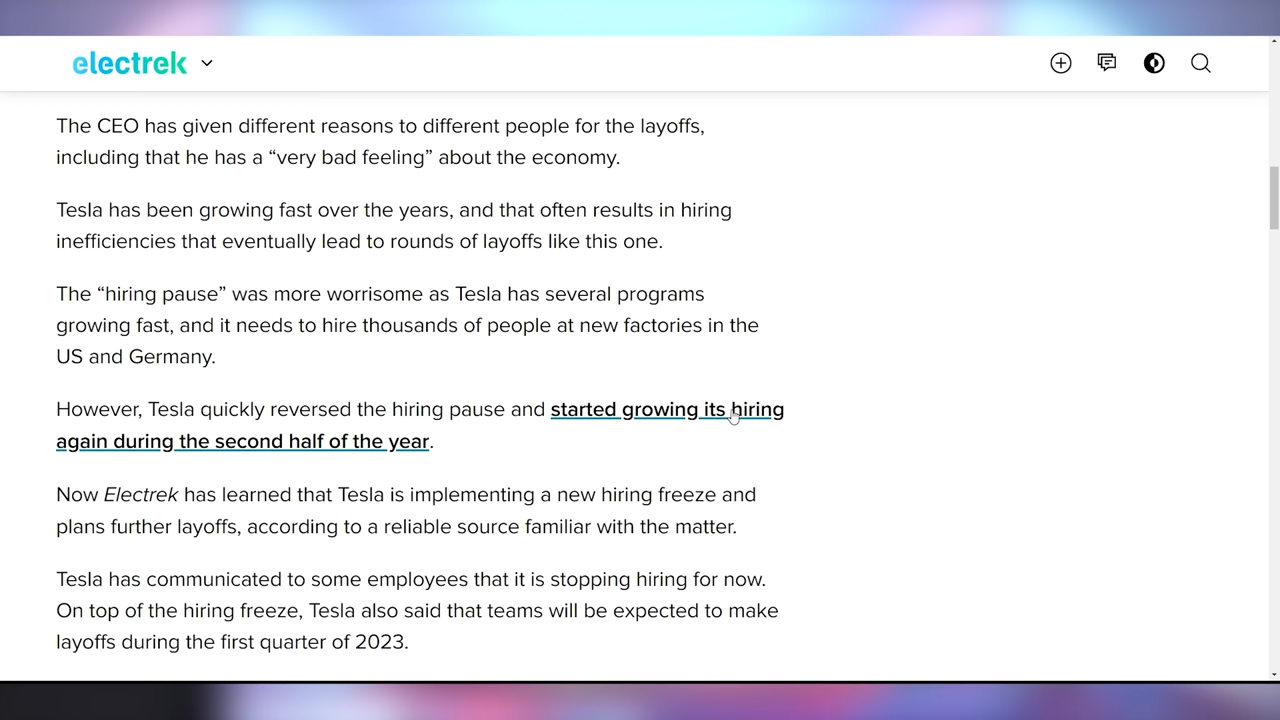 electrek
The CEO has given different reasons to different people for the layoffs,
including that he has a “very bad feeling” about the economy.
Tesla has been growing fast over the years, and that often results in hiring
inefficiencies that eventually lead to rounds of layoffs like this one.
The “hiring pause” was more worrisome as Tesla has several programs
growing fast, and it needs to hire thousands of people at new factories in the
US and Germany.
However, Tesla quickly reversed the hiring pause and started growing its hiring
again during the second half of the year.
Now Electrek has learned that Tesla is implementing a new hiring freeze and
plans further layoffs, according to a reliable source familiar with the matter.
Tesla has communicated to some employees that it is stopping hiring for now.
On top of the hiring freeze, Tesla also said that teams will be expected to make
layoffs during the first quarter of 2023.